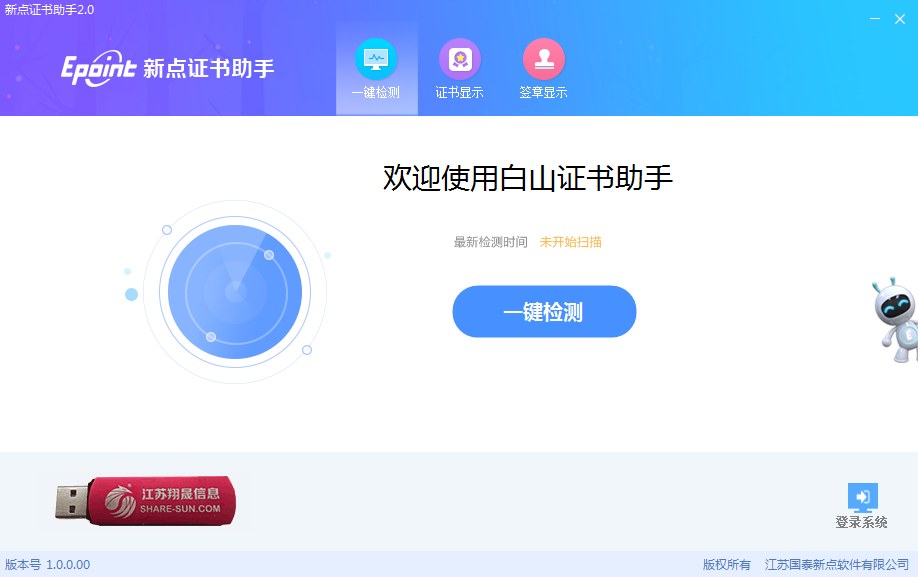 新点证书助手2.0
Epoint 新点证书助手
一键检测
证书显示
签章显示
欢迎使用白山证书助手
最新检测时间 未开始扫描
一键检测
江苏翔晟信息
SHARE-SUN.COM
登录系统
版本号 1.0.0.00
版权所有 江苏国泰新点软件有限公司